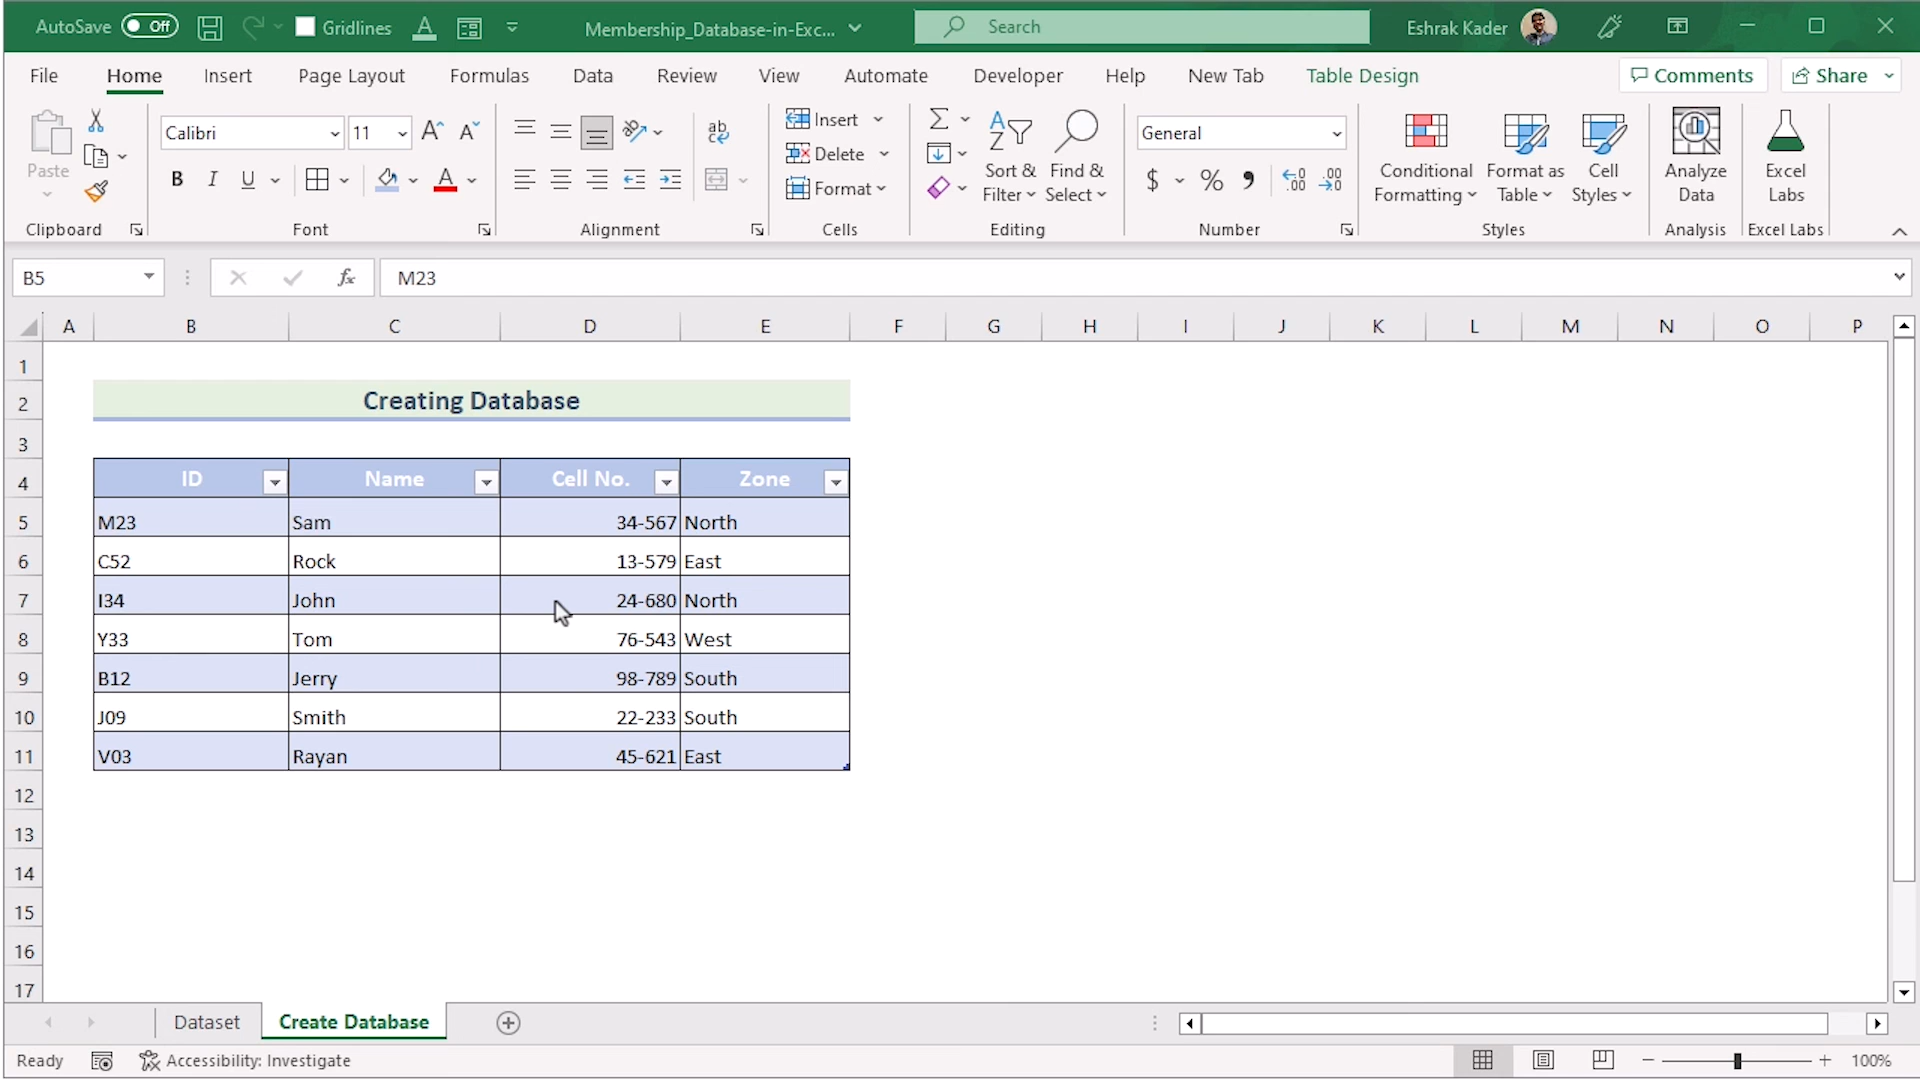 AutoSave Off Gridlines A Membership_Database-in-Exc... Search Eshrak Kader
File Home Insert Page Layout Formulas Data Review View Automate Developer Help New Tab Table Design Comments Share
Paste
Clipboard
Calibri 11 A A
B I U A
Font
ab
Alignment
Insert
Delete
Format
Cells
Sort &
Filter
Find &
Select
Editing
General
$ % , .00 .00
Number
Conditional
Formatting
Format as
Table
Cell
Styles
Styles
Analyze
Data
Analysis
Excel
Labs
Excel Labs
B5 fx M23
A B C D E F G H I J K L M N O P
1
2 Creating Database
3
4 ID Name Cell No. Zone
5 M23 Sam 34-567 North
6 C52 Rock 13-579 East
7 I34 John 24-680 North
8 Y33 Tom 76-543 West
9 B12 Jerry 98-789 South
10 J09 Smith 22-233 South
11 V03 Rayan 45-621 East
12
13
14
15
16
17
Dataset Create Database
Ready Accessibility: Investigate 100%